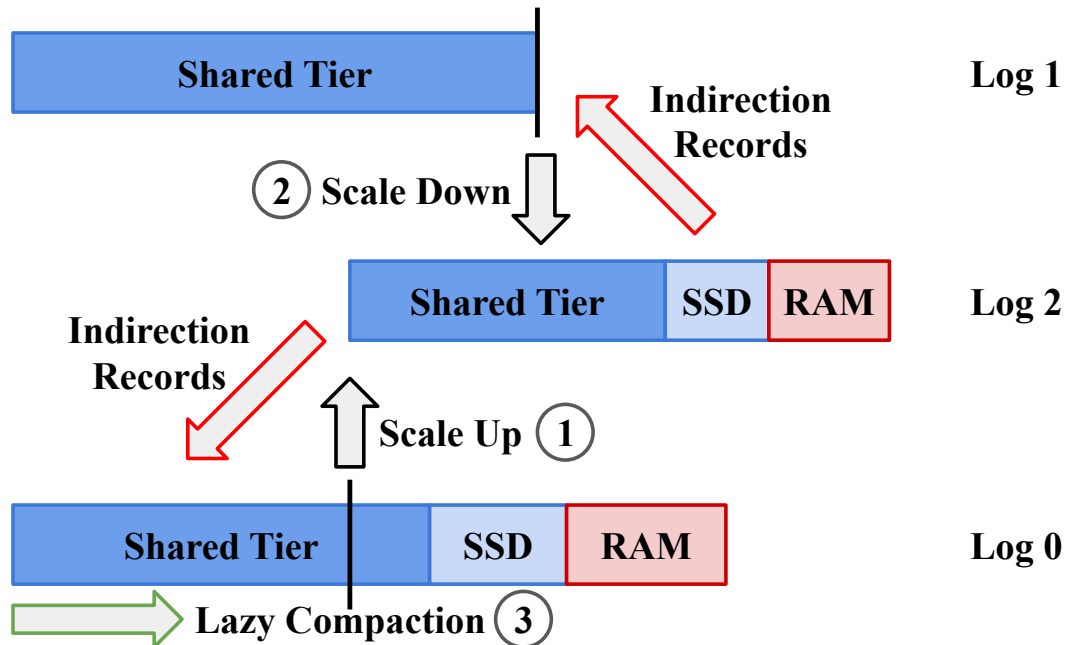 Shared Tier
Log 1
Indirection
Records
2 Scale Down
Shared Tier
SSD
RAM
Log 2
Indirection
Records
Scale Up 1
Shared Tier
SSD
RAM
Log 0
Lazy Compaction 3